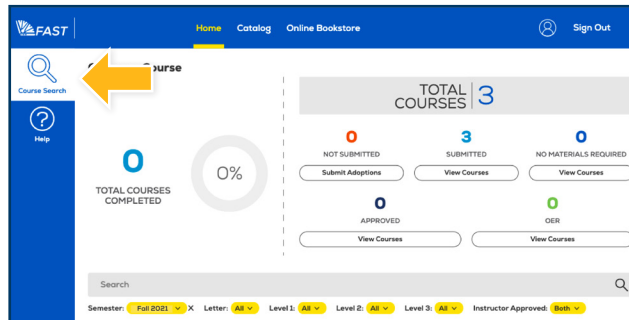 FAST
Home Catalog Online Bookstore
Sign Out
Course Search
Help
ourse
TOTAL COURSES 3
0
TOTAL COURSES COMPLETED
0%
0
NOT SUBMITTED
Submit Adoptions
3
SUBMITTED
View Courses
0
NO MATERIALS REQUIRED
View Courses
0
APPROVED
View Courses
0
OER
View Courses
Search
Semester: Fall 2021 X Letter: All Level 1: All Level 2: All Level 3: All Instructor Approved: Both